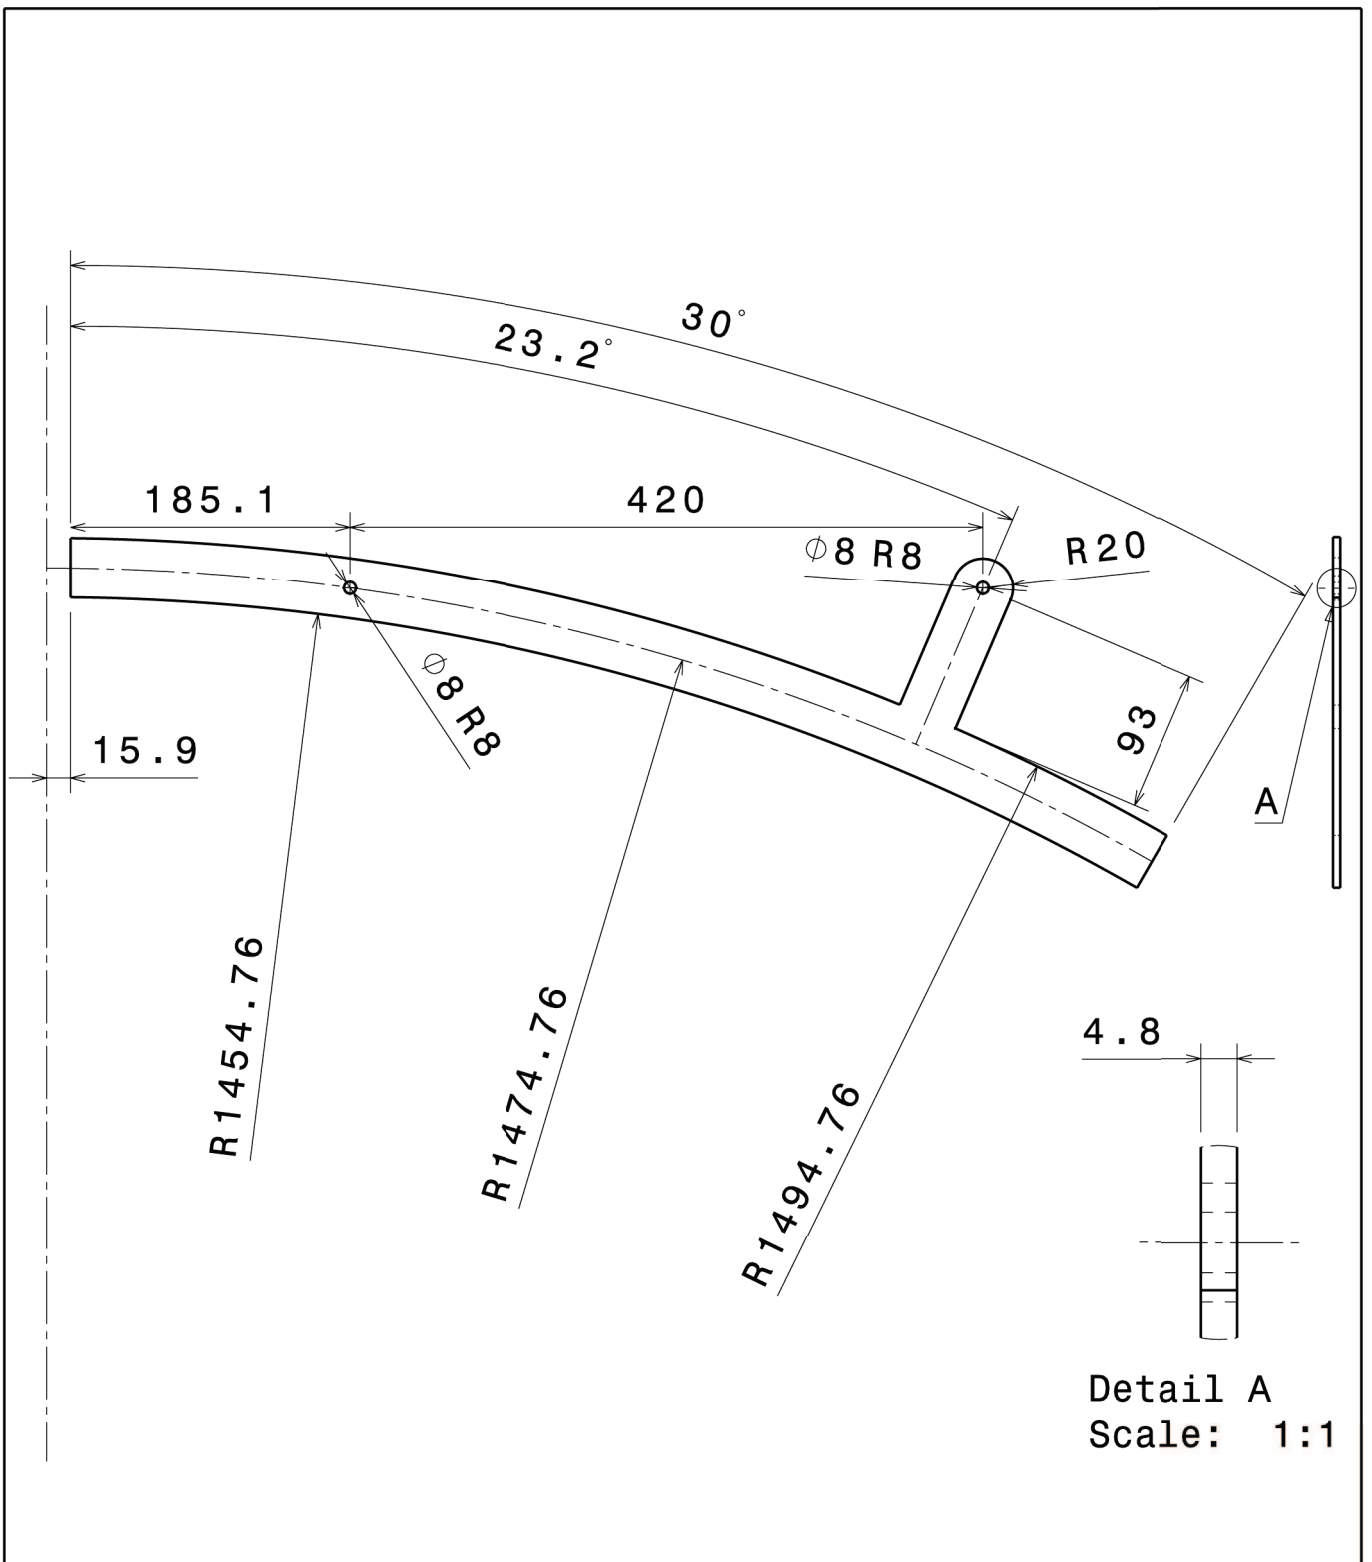 30°
23.2°
185.1
420
⌀8 R8
R20
⌀8 R8
15.9
93
A
R1454.76
R1474.76
R1494.76
4.8
Detail A
Scale: 1:1